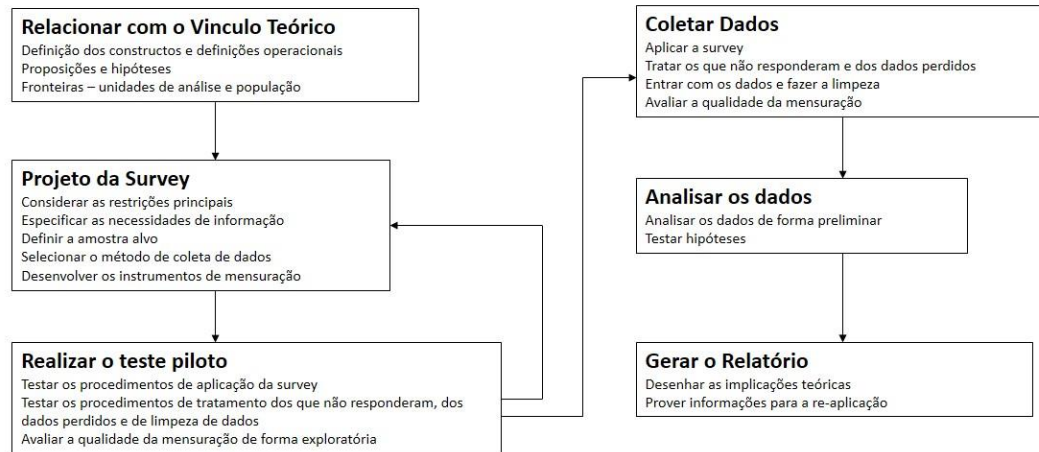 Relacionar com o Vinculo Teórico
Definição dos constructos e definições operacionais
Proposições e hipóteses
Fronteiras – unidades de análise e população
Projeto da Survey
Considerar as restrições principais
Especificar as necessidades de informação
Definir a amostra alvo
Selecionar o método de coleta de dados
Desenvolver os instrumentos de mensuração
Realizar o teste piloto
Testar os procedimentos de aplicação da survey
Testar os procedimentos de tratamento dos que não responderam, dos
dados perdidos e de limpeza de dados
Avaliar a qualidade da mensuração de forma exploratória
Coletar Dados
Aplicar a survey
Tratar os que não responderam e dos dados perdidos
Entrar com os dados e fazer a limpeza
Avaliar a qualidade da mensuração
Analisar os dados
Analisar os dados de forma preliminar
Testar hipóteses
Gerar o Relatório
Desenhar as implicações teóricas
Prover informações para a re-aplicação